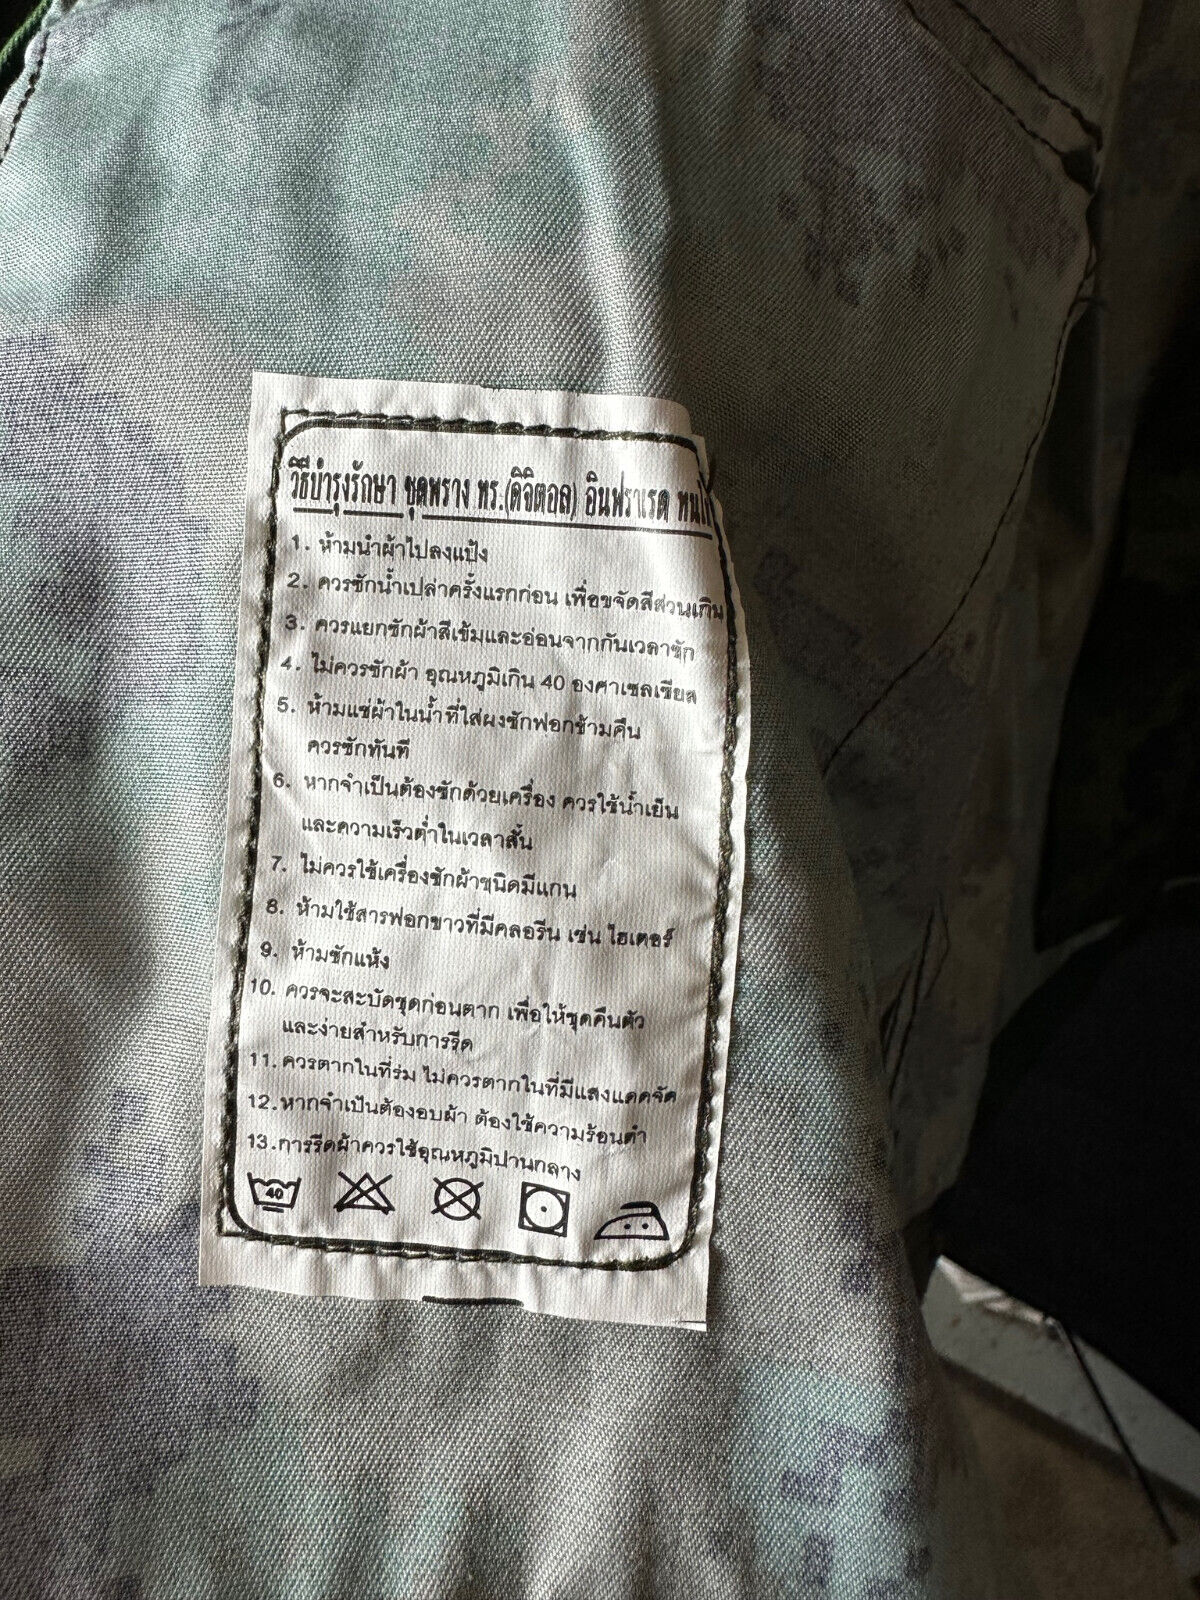 วิธีบำรุงรักษา ชุดพราง ทร.(ดิจิตอล) อินฟราเรด
1. ห้ามนำผ้าไปลงแป้ง
2. ควรซักน้ำเปล่าครั้งแรกก่อน เพื่อขจัดสีส่วนเกิน
3. ควรแยกซักผ้าสีเข้มและอ่อนจากกันเวลาซัก
4. ไม่ควรซักผ้า อุณหภูมิเกิน 40 องศาเซลเซียส
5. ห้ามแช่ผ้าในน้ำที่ใส่ผงซักฟอกข้ามคืน
ควรซักทันที
6. หากจำเป็นต้องซักด้วยเครื่อง ควรใช้น้ำเย็น
และความเร็วต่ำในเวลาสั้น
7. ไม่ควรใช้เครื่องซักผ้าชนิดมีแกน
8. ห้ามใช้สารฟอกขาวที่มีคลอรีน เช่น ไฮเตอร์
9. ห้ามซักแห้ง
10. ควรจะสะบัดชุดก่อนตาก เพื่อให้ชุดคืนตัว
และง่ายสำหรับการรีด
11. ควรตากในที่ร่ม ไม่ควรตากในที่มีแสงแดดจัด
12. หากจำเป็นต้องอบผ้า ต้องใช้ความร้อนต่ำ
13. การรีดผ้าควรใช้อุณหภูมิปานกลาง
40